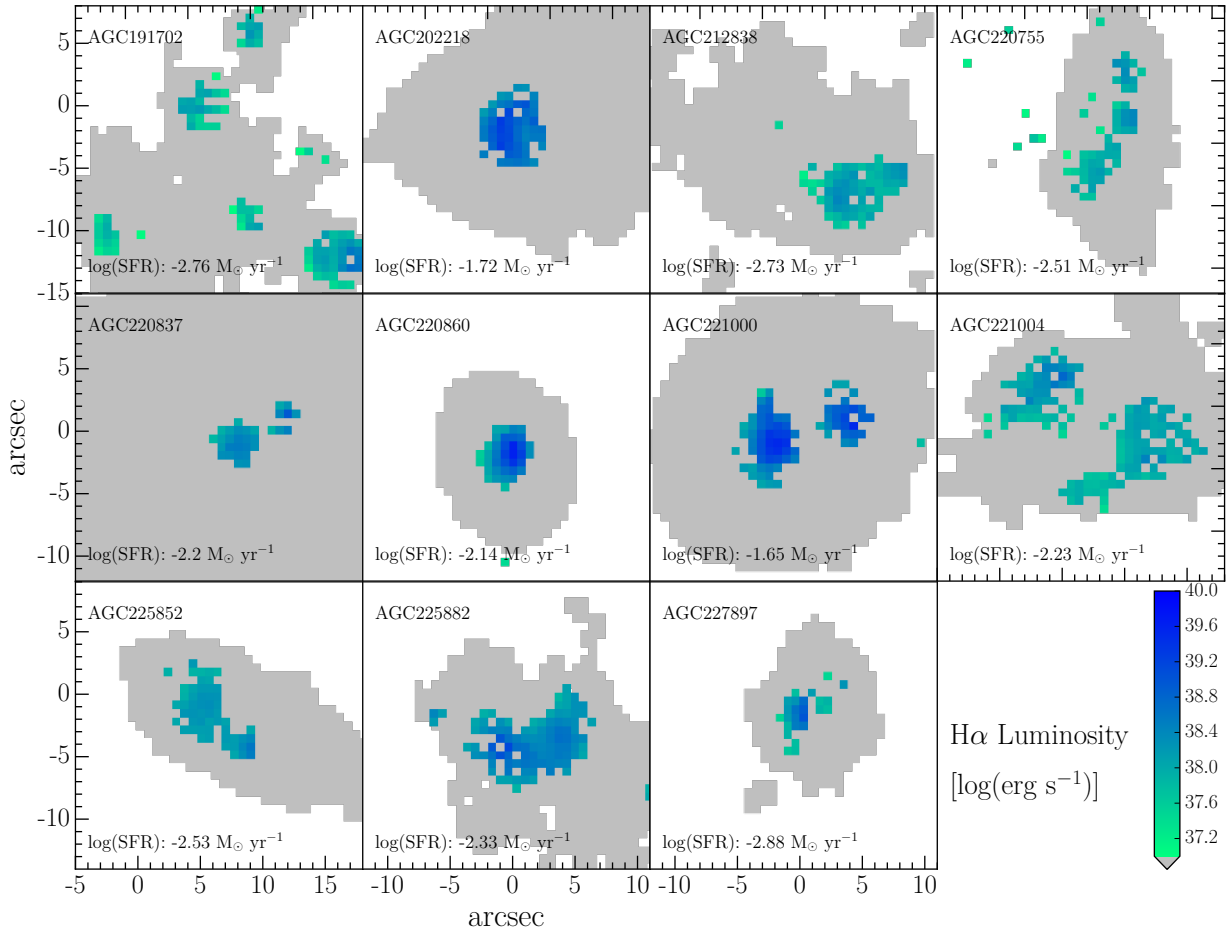 AGC191702
AGC202218
AGC212838
AGC220755
5
0
-5
-10
-15
log(SFR): -2.76 M⊙ yr⁻¹
log(SFR): -1.72 M⊙ yr⁻¹
log(SFR): -2.73 M⊙ yr⁻¹
log(SFR): -2.51 M⊙ yr⁻¹
AGC220837
AGC220860
AGC221000
AGC221004
arcsec
5
0
-5
-10
log(SFR): -2.2 M⊙ yr⁻¹
log(SFR): -2.14 M⊙ yr⁻¹
log(SFR): -1.65 M⊙ yr⁻¹
log(SFR): -2.23 M⊙ yr⁻¹
AGC225852
AGC225882
AGC227897
5
0
-5
-10
log(SFR): -2.53 M⊙ yr⁻¹
log(SFR): -2.33 M⊙ yr⁻¹
log(SFR): -2.88 M⊙ yr⁻¹
-5 0 5 10 15
-10 -5 0 5
-10 -5 0 5 10
arcsec
Hα Luminosity
[log(erg s⁻¹)]
40.0
39.6
39.2
38.8
38.4
38.0
37.6
37.2